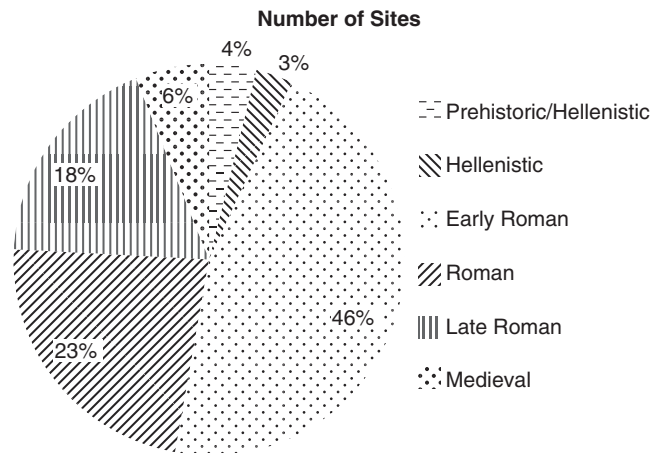 Number of Sites
4%
3%
6%
Prehistoric/Hellenistic
Hellenistic
18%
Early Roman
Roman
46%
Late Roman
23%
Medieval